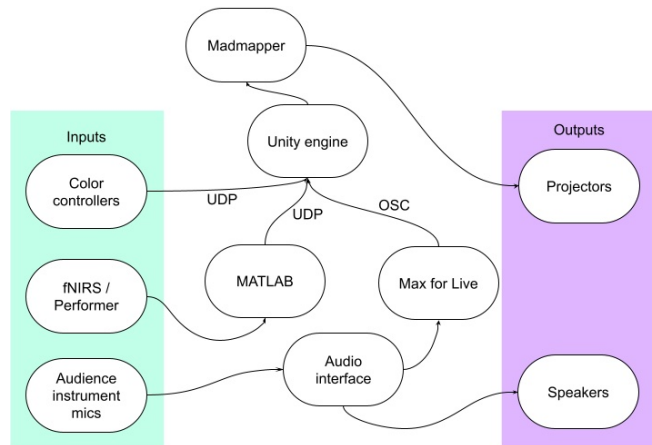 Madmapper
Inputs
Unity engine
Outputs
Color
controllers
UDP
UDP
OSC
Projectors
fNIRS /
Performer
MATLAB
Max for Live
Audience
instrument
mics
Audio
interface
Speakers